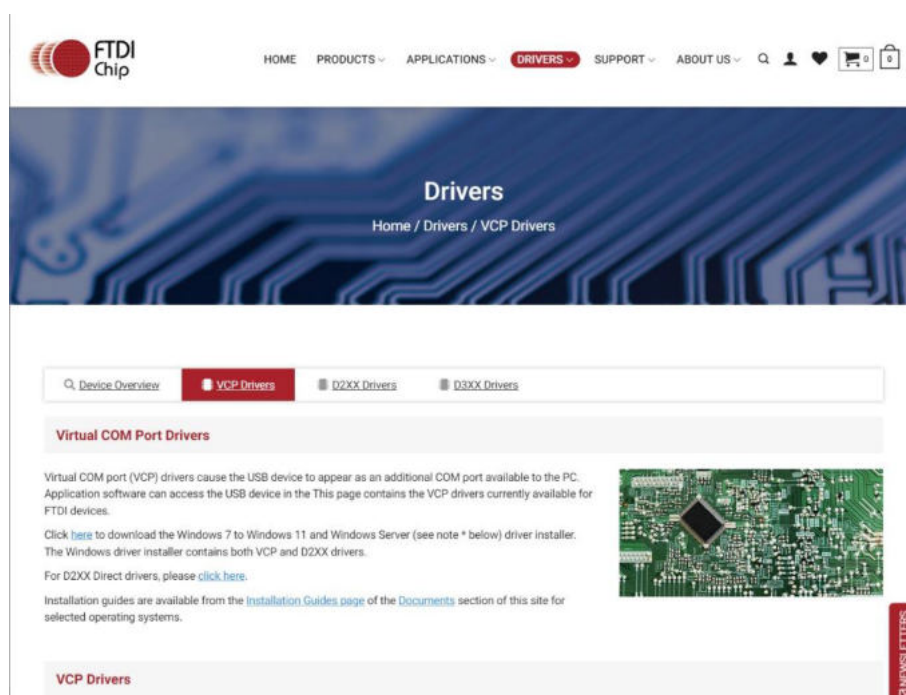 FTDI
Chip
HOME PRODUCTS APPLICATIONS DRIVERS SUPPORT ABOUT US 0 0
Drivers
Home / Drivers / VCP Drivers
Device Overview VCP Drivers D2XX Drivers D3XX Drivers
Virtual COM Port Drivers
Virtual COM port (VCP) drivers cause the USB device to appear as an additional COM port available to the PC.
Application software can access the USB device in the This page contains the VCP drivers currently available for
FTDI devices.
Click here to download the Windows 7 to Windows 11 and Windows Server (see note * below) driver installer.
The Windows driver installer contains both VCP and D2XX drivers.
For D2XX Direct drivers, please click here.
Installation guides are available from the Installation Guides page of the Documents section of this site for
selected operating systems.
NEWSLETTERS
VCP Drivers